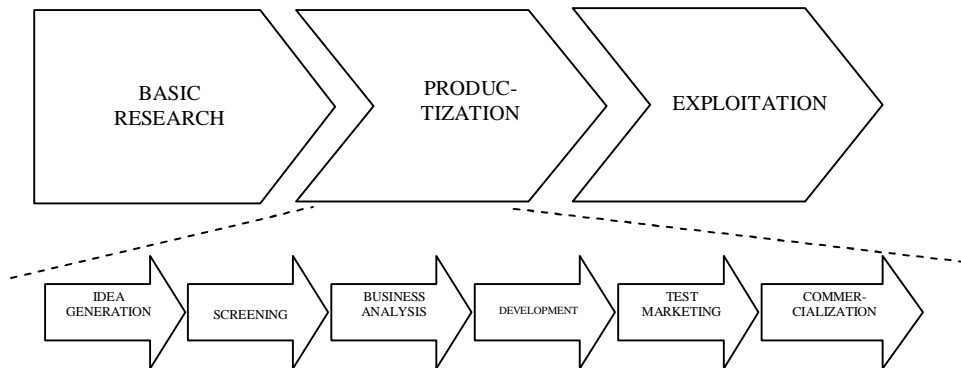 BASIC
RESEARCH
PRODUC-
TIZATION
EXPLOITATION
IDEA
GENERATION
SCREENING
BUSINESS
ANALYSIS
DEVELOPMENT
TEST
MARKETING
COMMER-
CIALIZATION